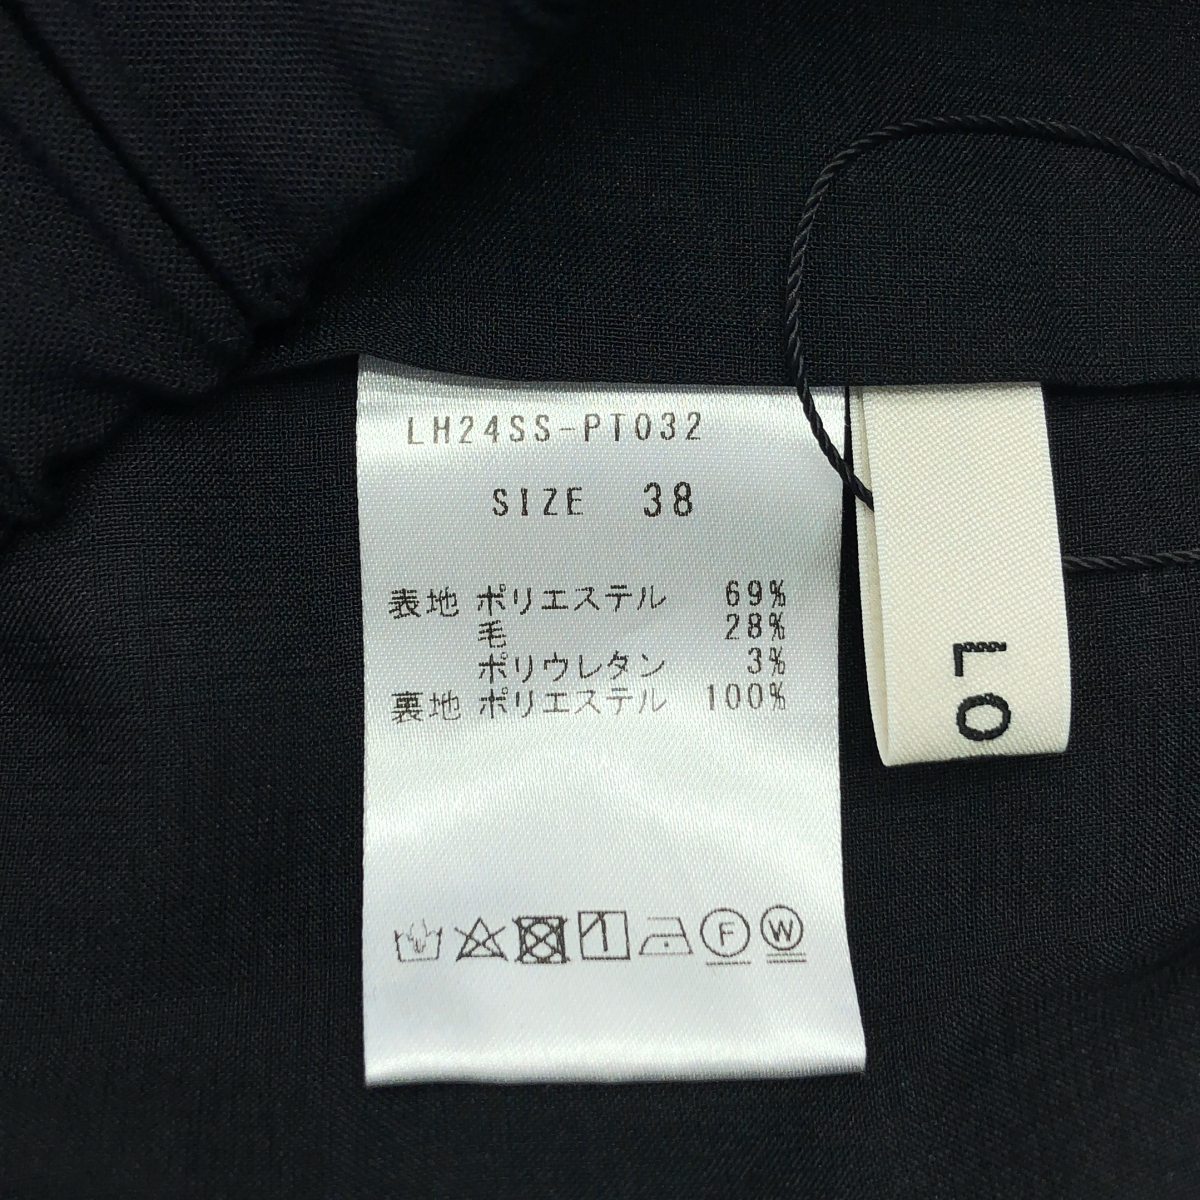 LH24SS-PT032
SIZE 38
表地 ポリエステル 69%
毛 28%
ポリウレタン 3%
裏地 ポリエステル 100%
F
W
LO